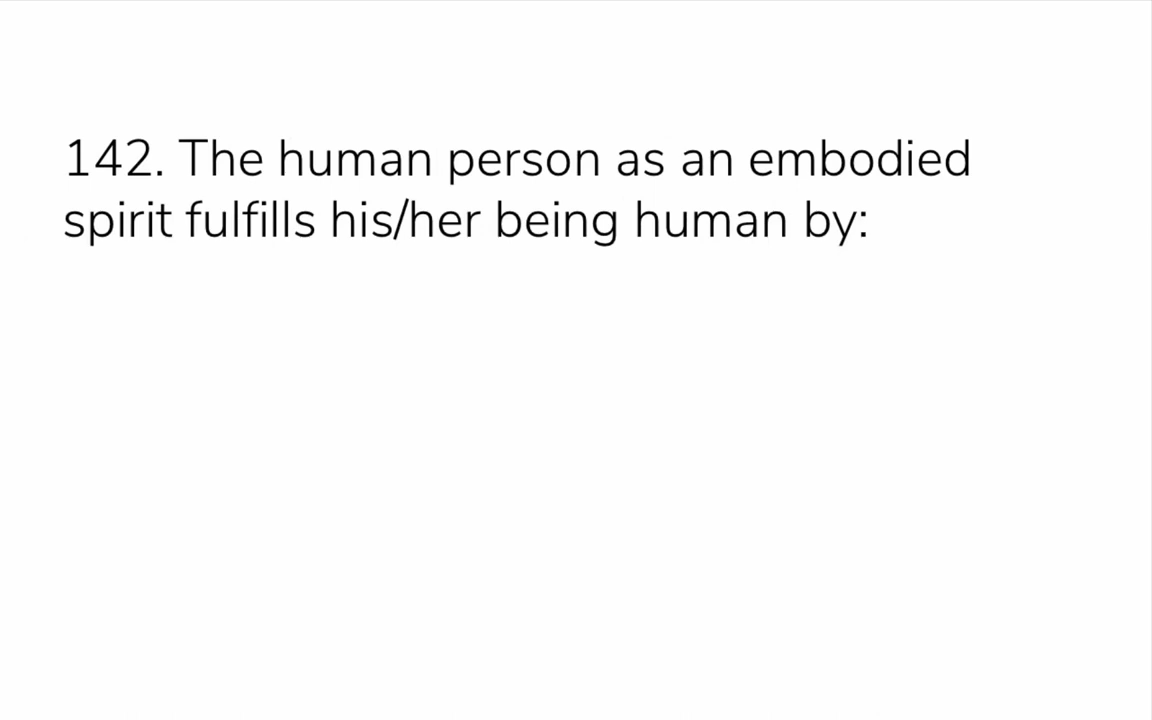 142. The human person as an embodied
spirit fulfills his/her being human by: